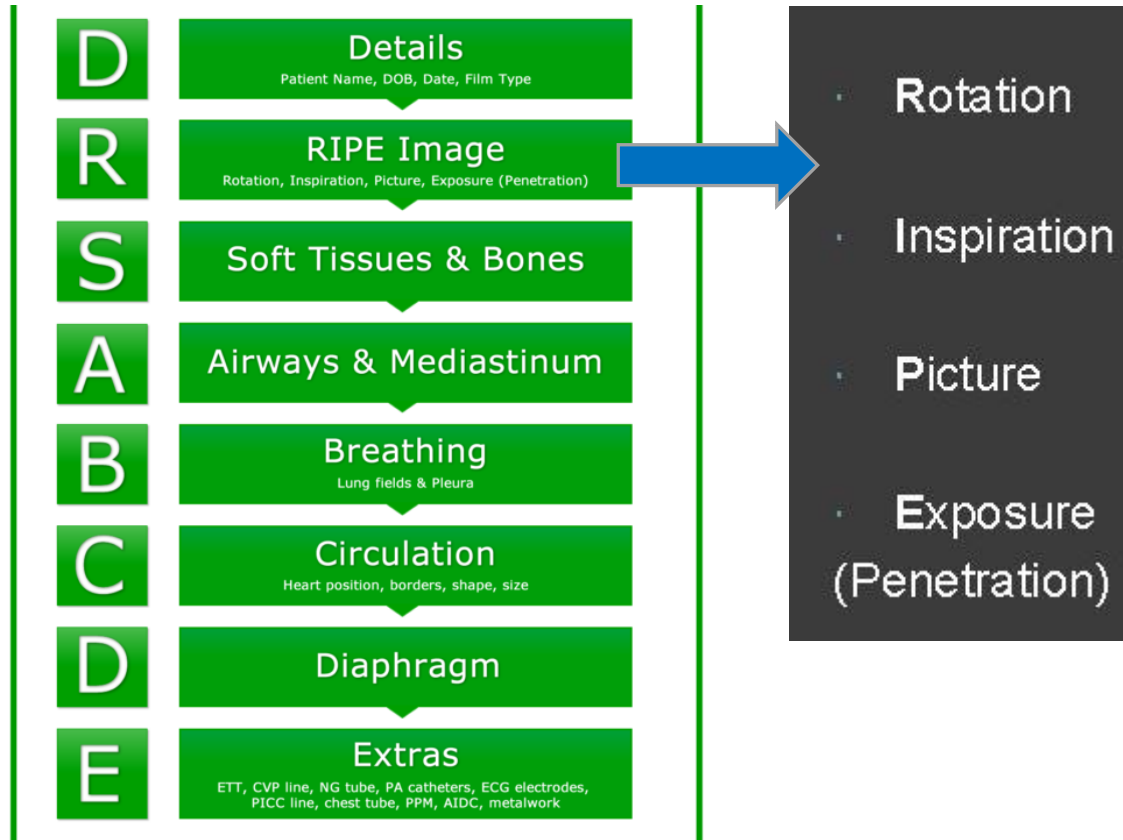 D
Details
Patient Name, DOB, Date, Film Type
R
RIPE Image
Rotation, Inspiration, Picture, Exposure (Penetration)
S
Soft Tissues & Bones
A
Airways & Mediastinum
B
Breathing
Lung fields & Pleura
C
Circulation
Heart position, borders, shape, size
D
Diaphragm
E
Extras
ETT, CVP line, NG tube, PA catheters, ECG electrodes,
PICC line, chest tube, PPM, AIDC, metalwork
· Rotation
· Inspiration
· Picture
· Exposure
(Penetration)